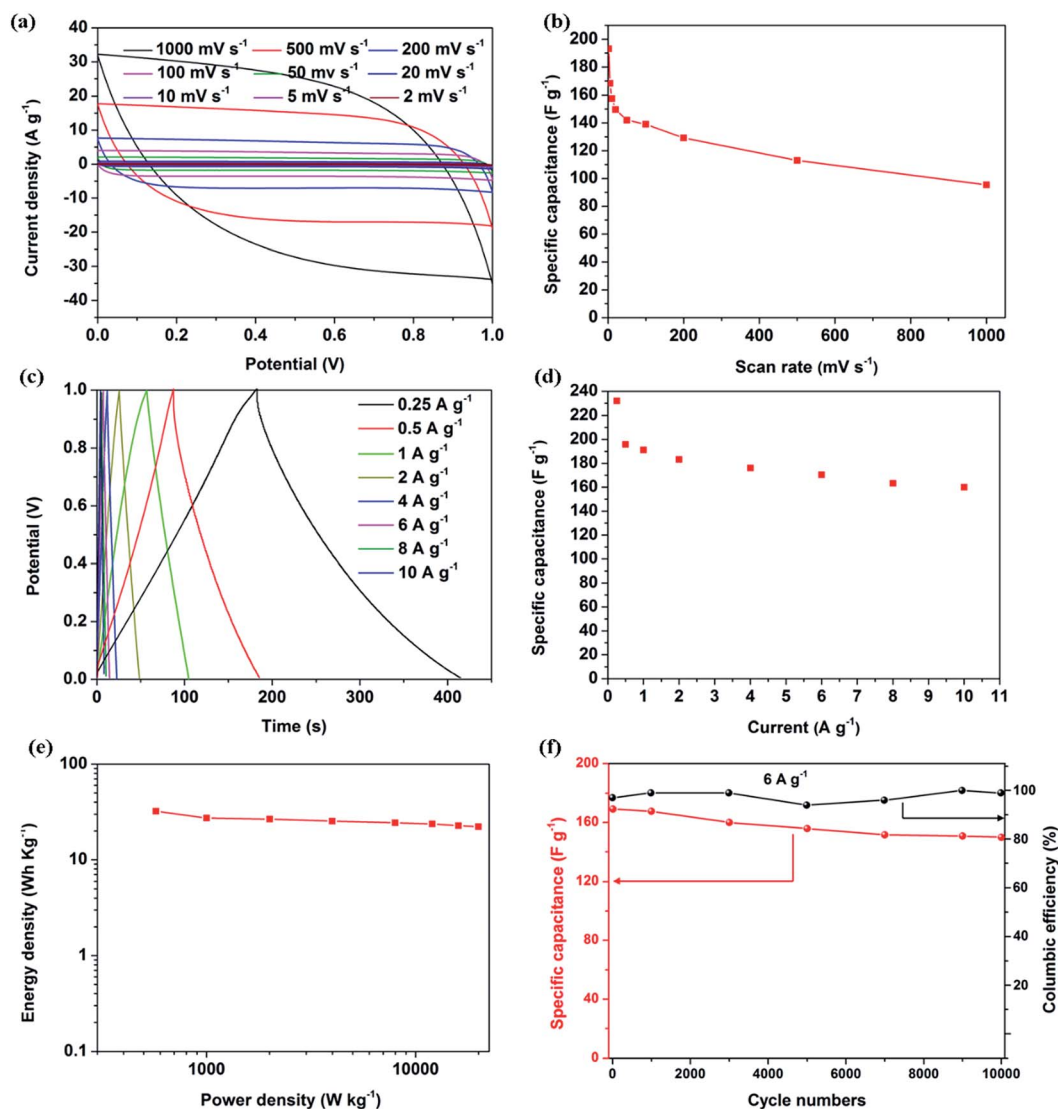 (a)
1000 mV s⁻¹ 500 mV s⁻¹ 200 mV s⁻¹
100 mV s⁻¹ 50 mv s⁻¹ 20 mV s⁻¹
10 mV s⁻¹ 5 mV s⁻¹ 2 mV s⁻¹
40
30
20
10
0
-10
-20
-30
-40
Current density (A g⁻¹)
0.0 0.2 0.4 0.6 0.8 1.0
Potential (V)
(b)
200
180
160
140
120
100
80
60
40
20
0
Specific capacitance (F g⁻¹)
0 200 400 600 800 1000
Scan rate (mV s⁻¹)
(c)
1.0
0.8
0.6
0.4
0.2
0.0
Potential (V)
0.25 A g⁻¹
0.5 A g⁻¹
1 A g⁻¹
2 A g⁻¹
4 A g⁻¹
6 A g⁻¹
8 A g⁻¹
10 A g⁻¹
0 100 200 300 400
Time (s)
(d)
240
220
200
180
160
140
120
100
80
60
40
20
0
Specific capacitance (F g⁻¹)
0 1 2 3 4 5 6 7 8 9 10 11
Current (A g⁻¹)
(e)
100
10
1
0.1
Energy density (Wh Kg⁻¹)
1000 10000
Power density (W kg⁻¹)
(f)
200
160
120
80
40
0
Specific capacitance (F g⁻¹)
6 A g⁻¹
100
80
60
40
20
0
Columbic efficiency (%)
0 2000 4000 6000 8000 10000
Cycle numbers